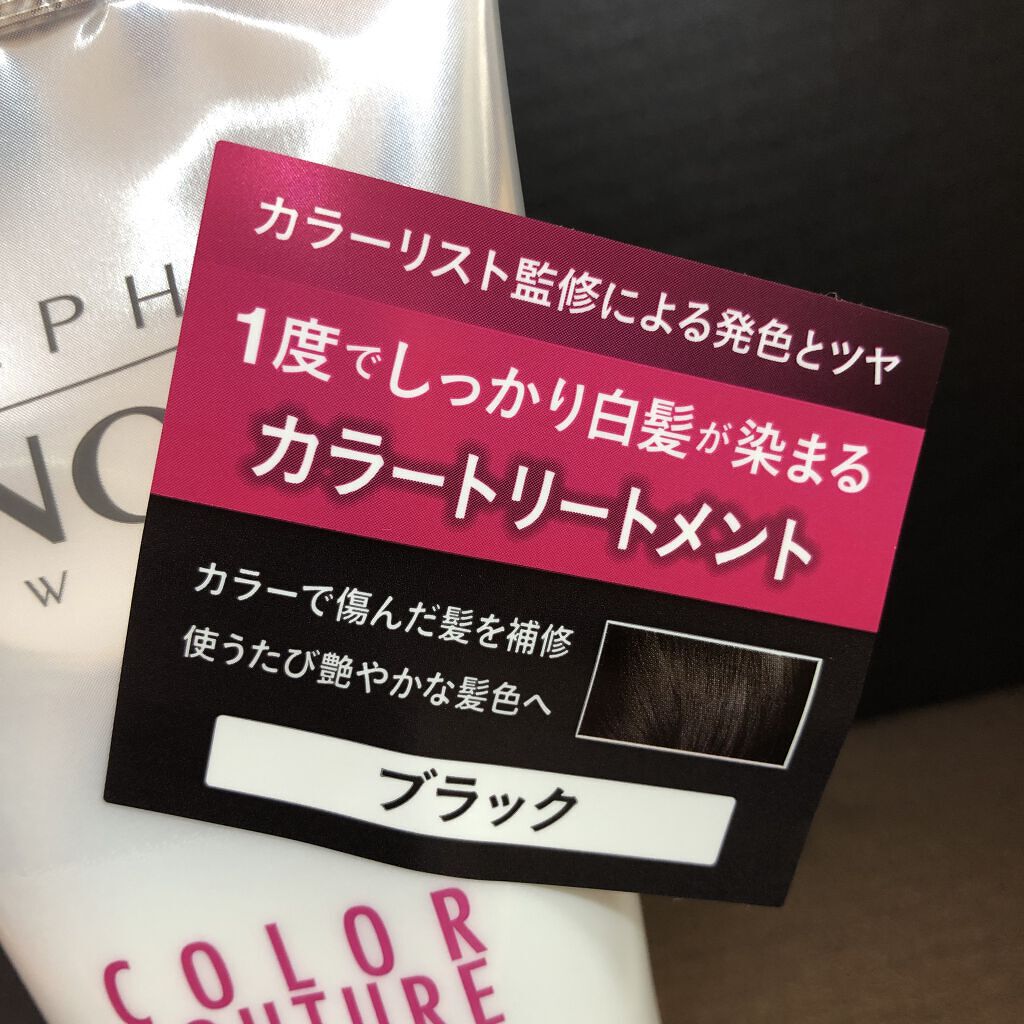 PH
NO
W
カラーリスト監修による発色とツヤ
1度でしっかり白髪が染まる
カラートリートメント
カラーで傷んだ髪を補修
使うたび艶やかな髪色へ
ブラック
COLOR